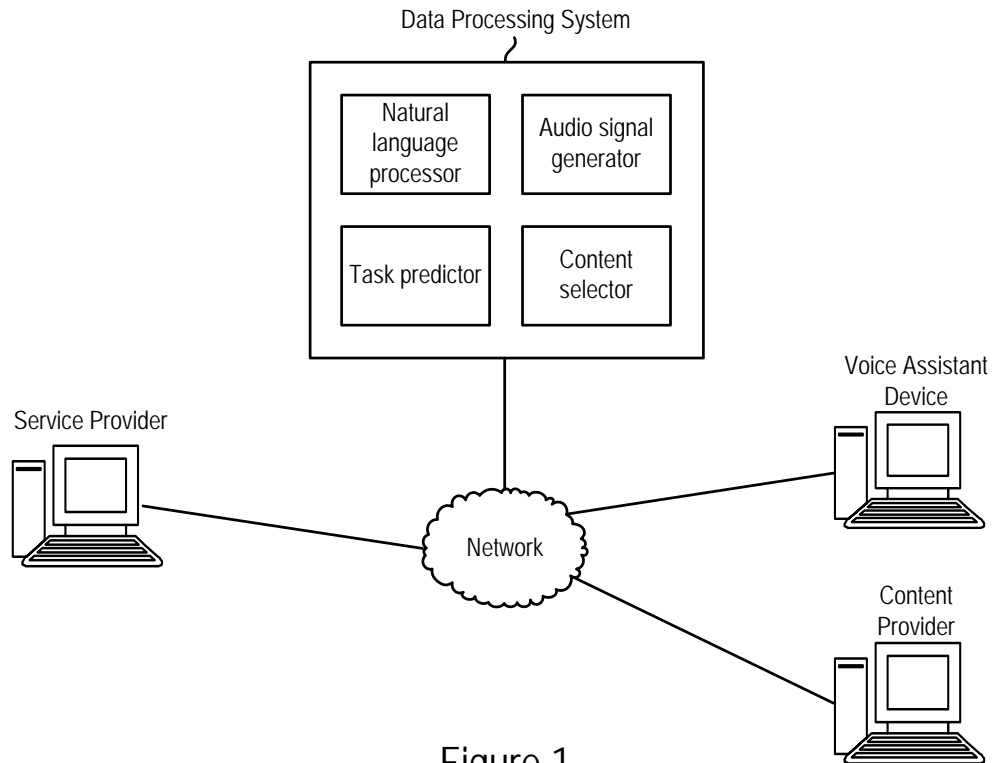 Data Processing System
Natural
language
processor
Audio signal
generator
Task predictor
Content
selector
Voice Assistant
Device
Service Provider
Network
Content
Provider
Figure 1